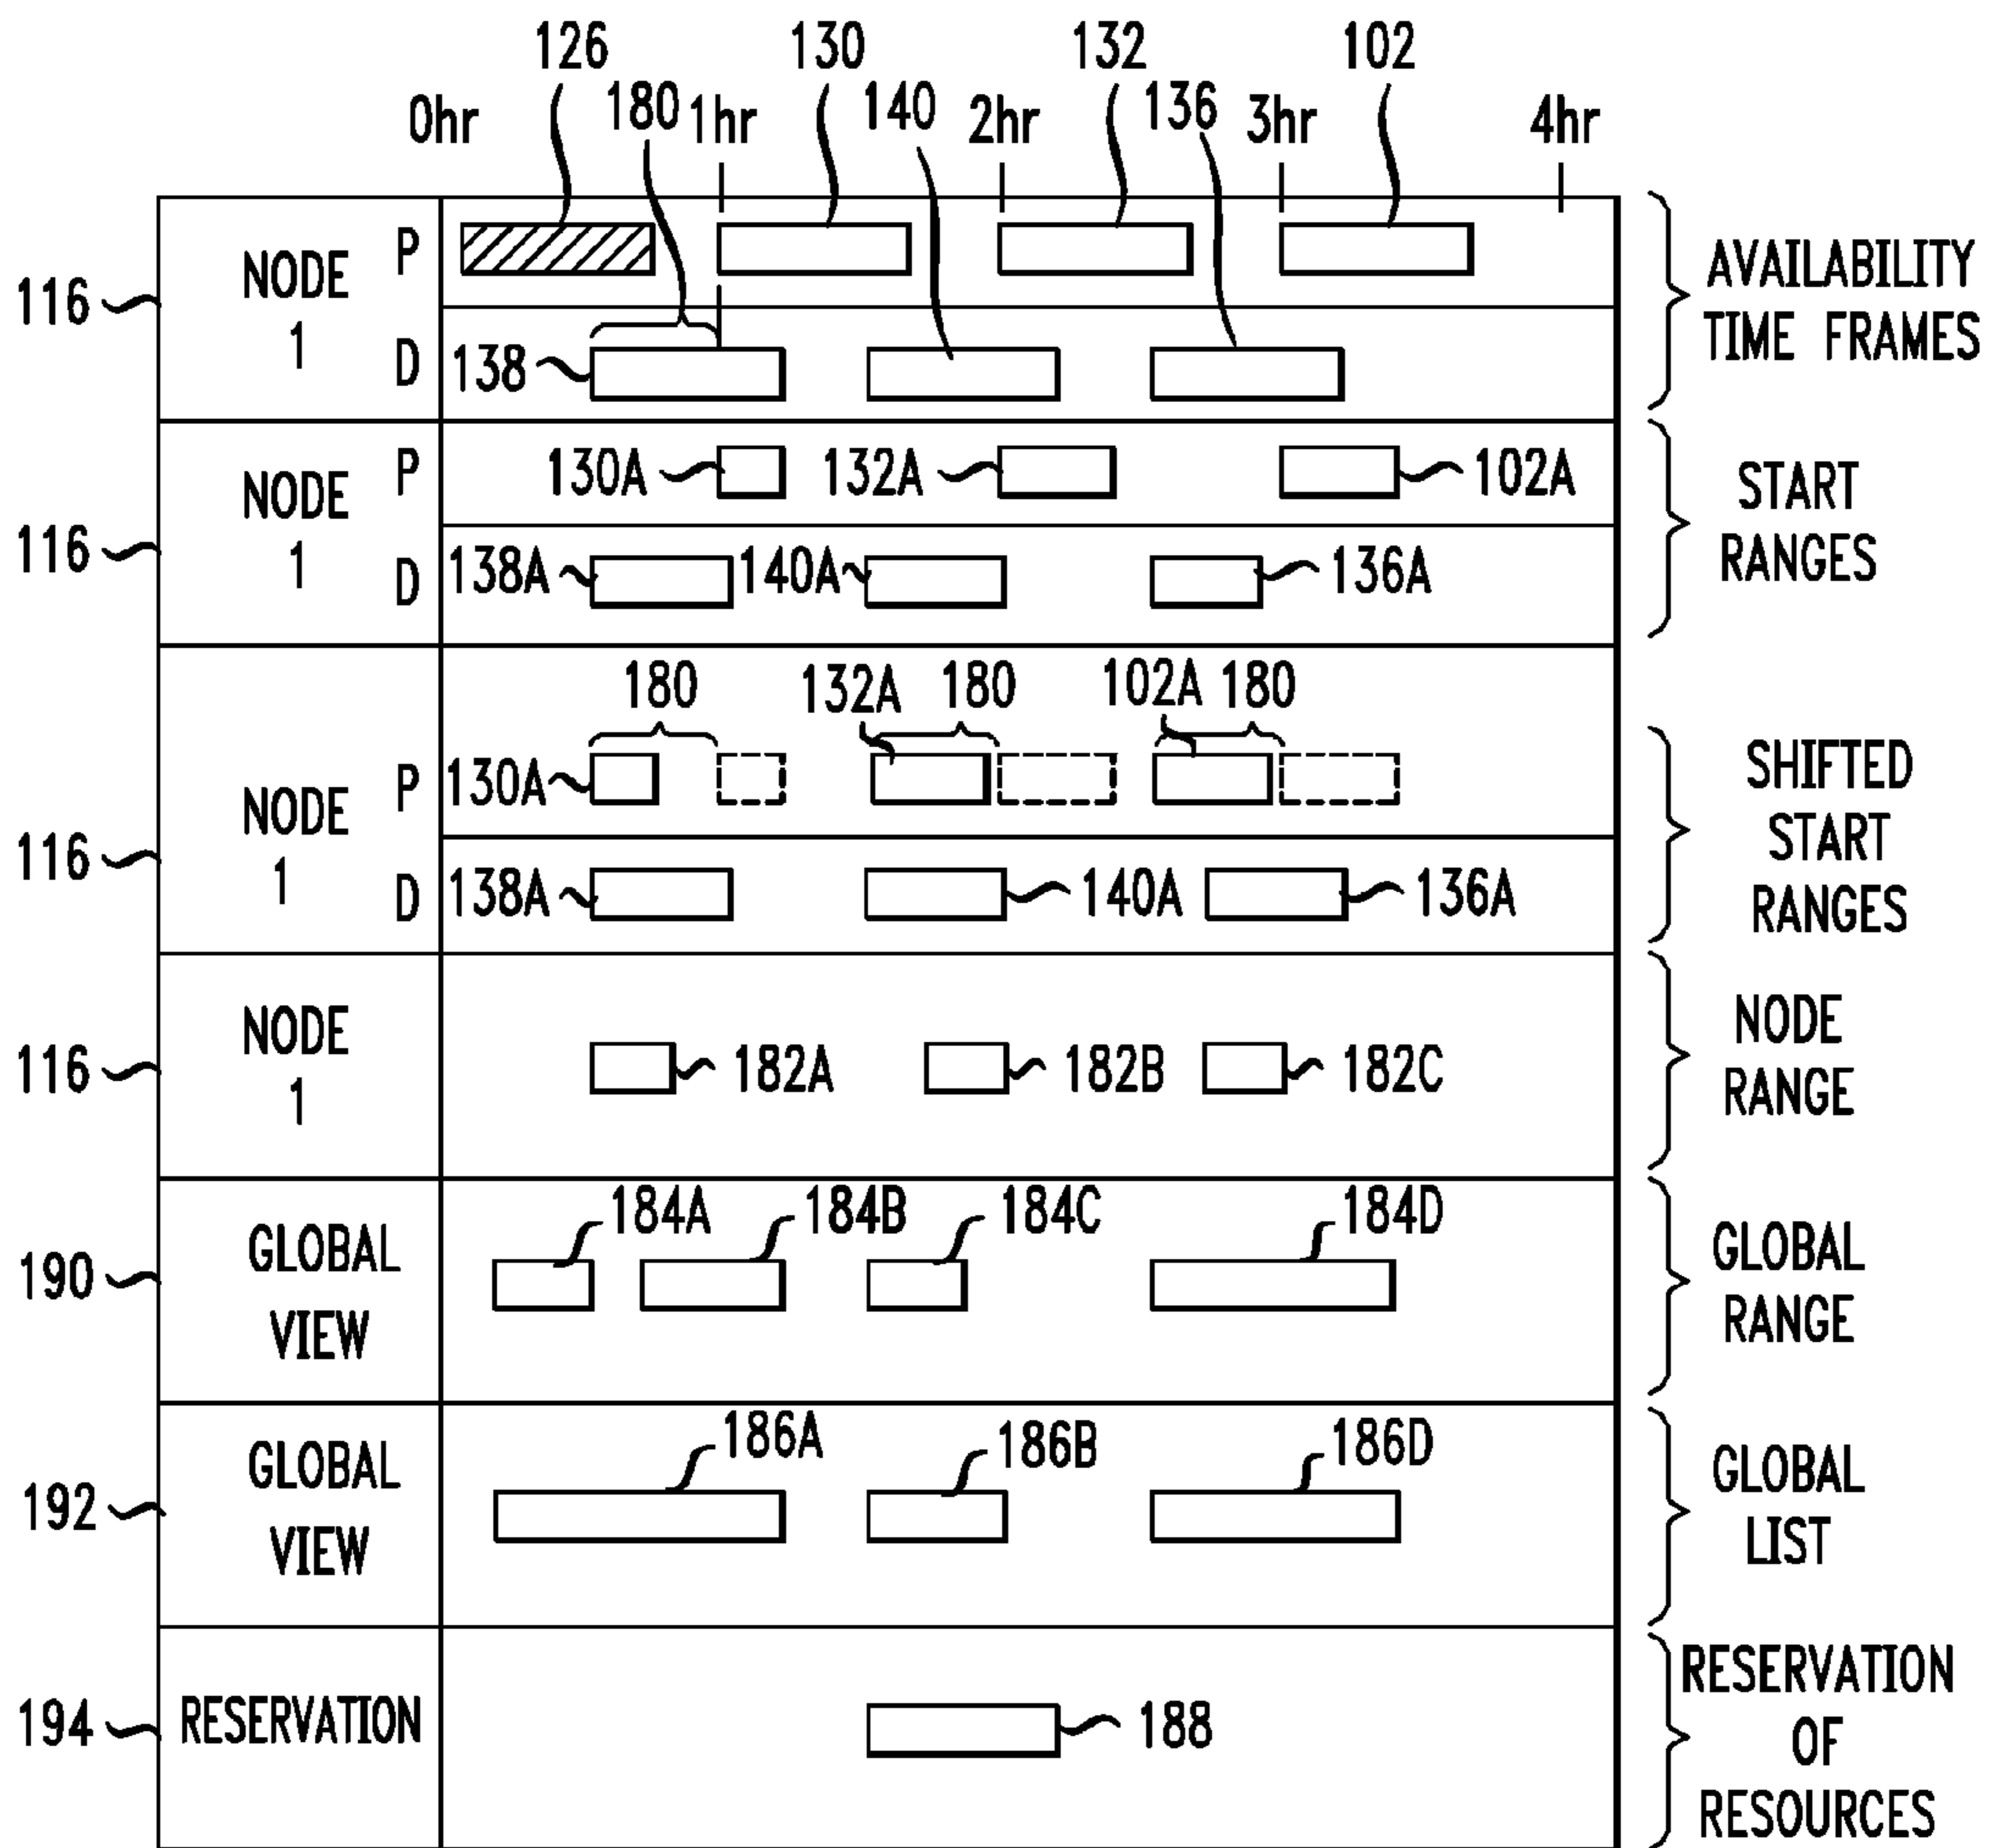 126 130 132 102
0hr 180 1hr 140 2hr 136 3hr 4hr
116 NODE 1 P
D 138
AVAILABILITY
TIME FRAMES
116 NODE 1 P 130A 132A 102A
D 138A 140A 136A
START
RANGES
180 132A 180 102A 180
116 NODE 1 P 130A
D 138A 140A 136A
SHIFTED
START
RANGES
116 NODE 1 182A 182B 182C
NODE
RANGE
184A 184B 184C 184D
190 GLOBAL
VIEW
GLOBAL
RANGE
186A 186B 186D
192 GLOBAL
VIEW
GLOBAL
LIST
194 RESERVATION 188
RESERVATION
OF
RESOURCES